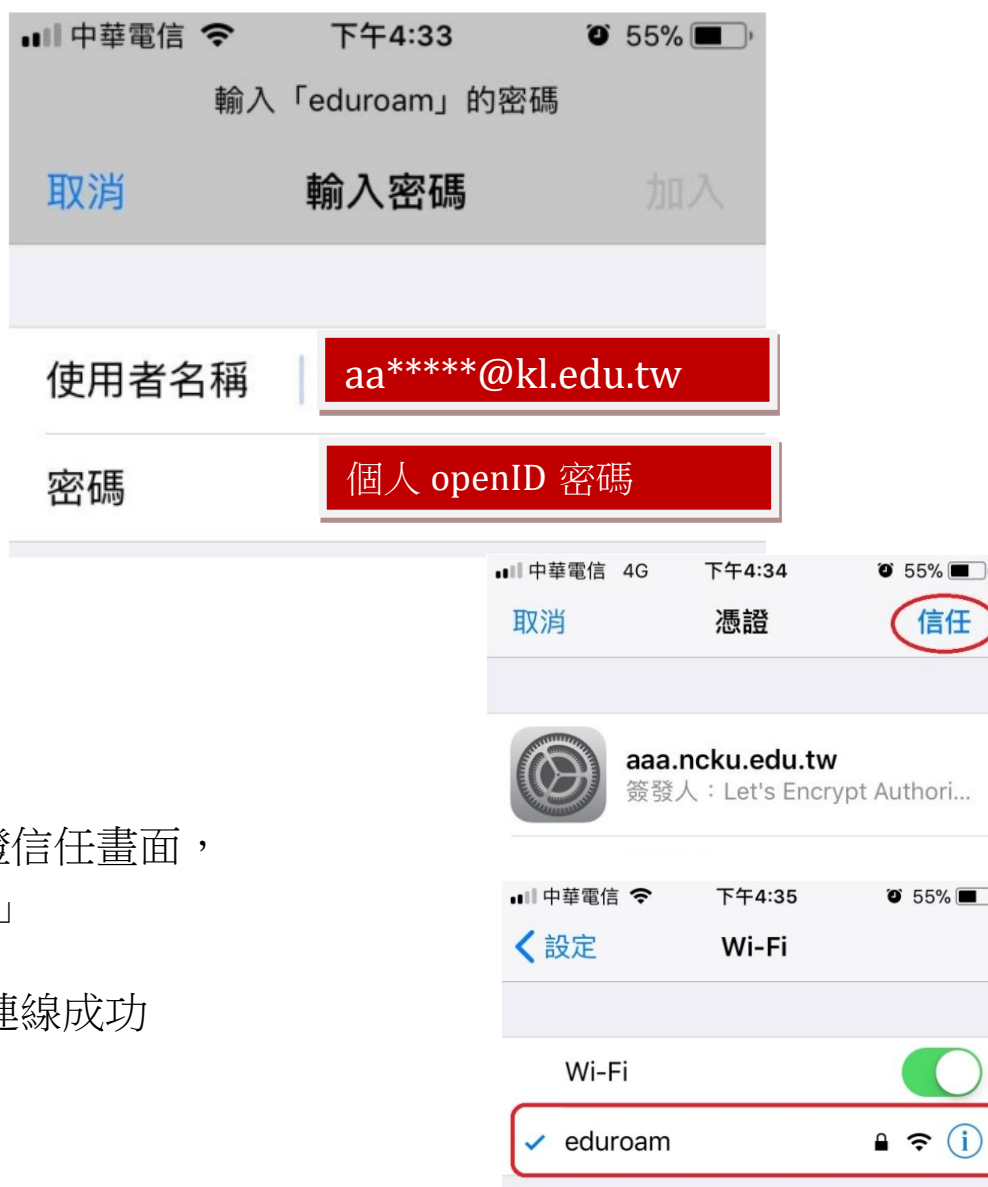 中華電信 下午4:33 55%
輸入「eduroam」的密碼
取消 輸入密碼 加入
使用者名稱 aa*****@kl.edu.tw
密碼 個人 openID 密碼
中華電信 4G 下午4:34 55%
取消 憑證 信任
aaa.ncku.edu.tw
簽發人：Let's Encrypt Authori...
證信任畫面，
」
連線成功
中華電信 下午4:35 55%
設定 Wi-Fi
Wi-Fi
eduroam